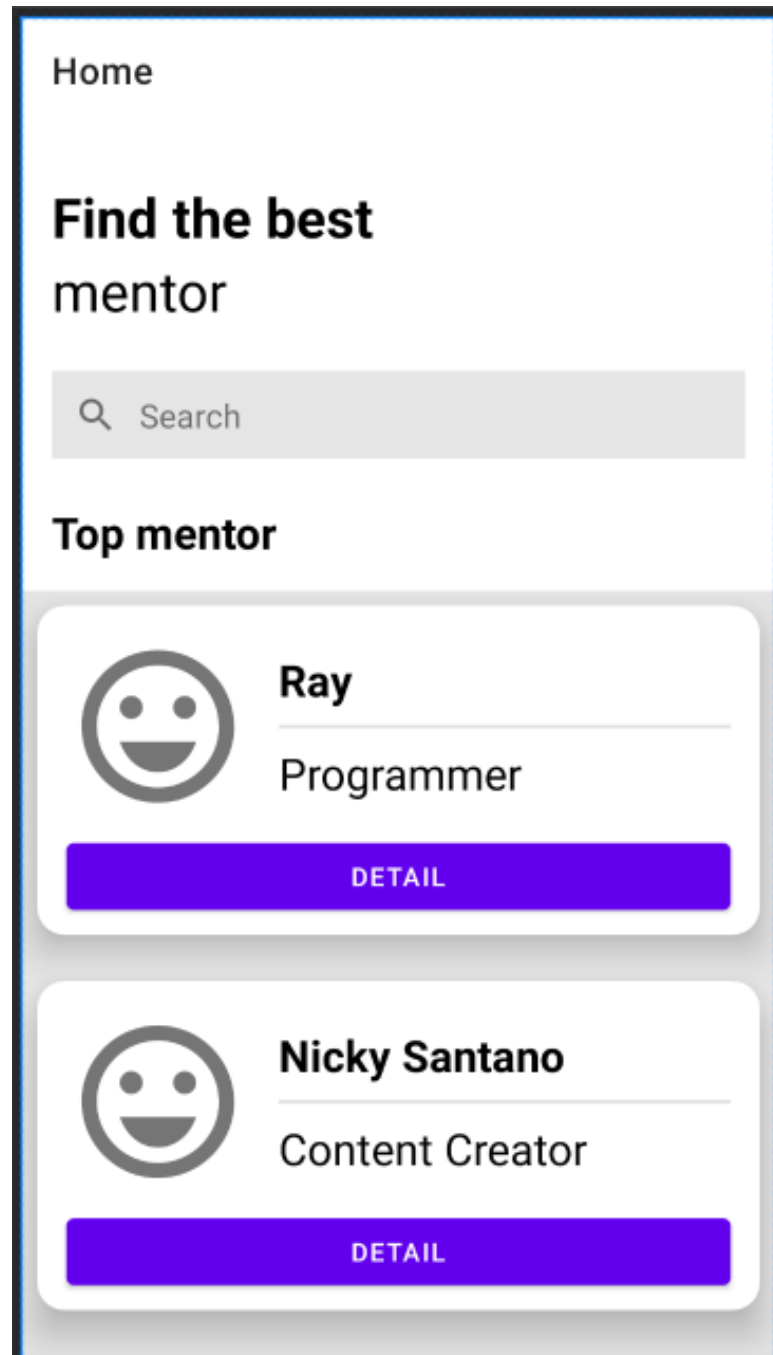 Home
Find the best
mentor
Search
Top mentor
Ray
Programmer
DETAIL
Nicky Santano
Content Creator
DETAIL